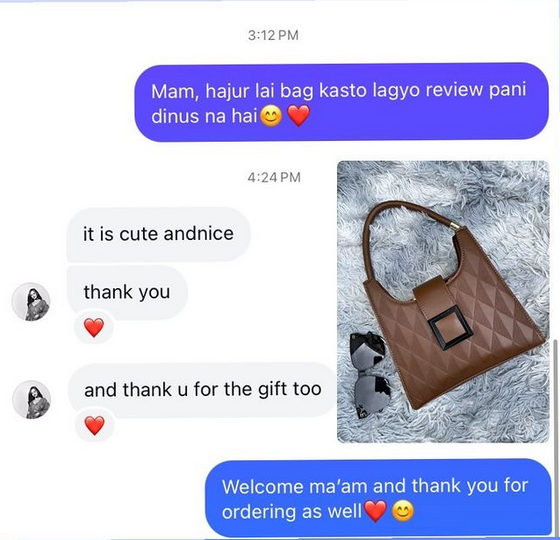 3:12 PM
Mam, hajur lai bag kasto lagyo review pani
dinus na hai😊 ❤️
4:24 PM
it is cute andnice
thank you
❤️
and thank u for the gift too
❤️
Welcome ma’am and thank you for
ordering as well❤️ 😊